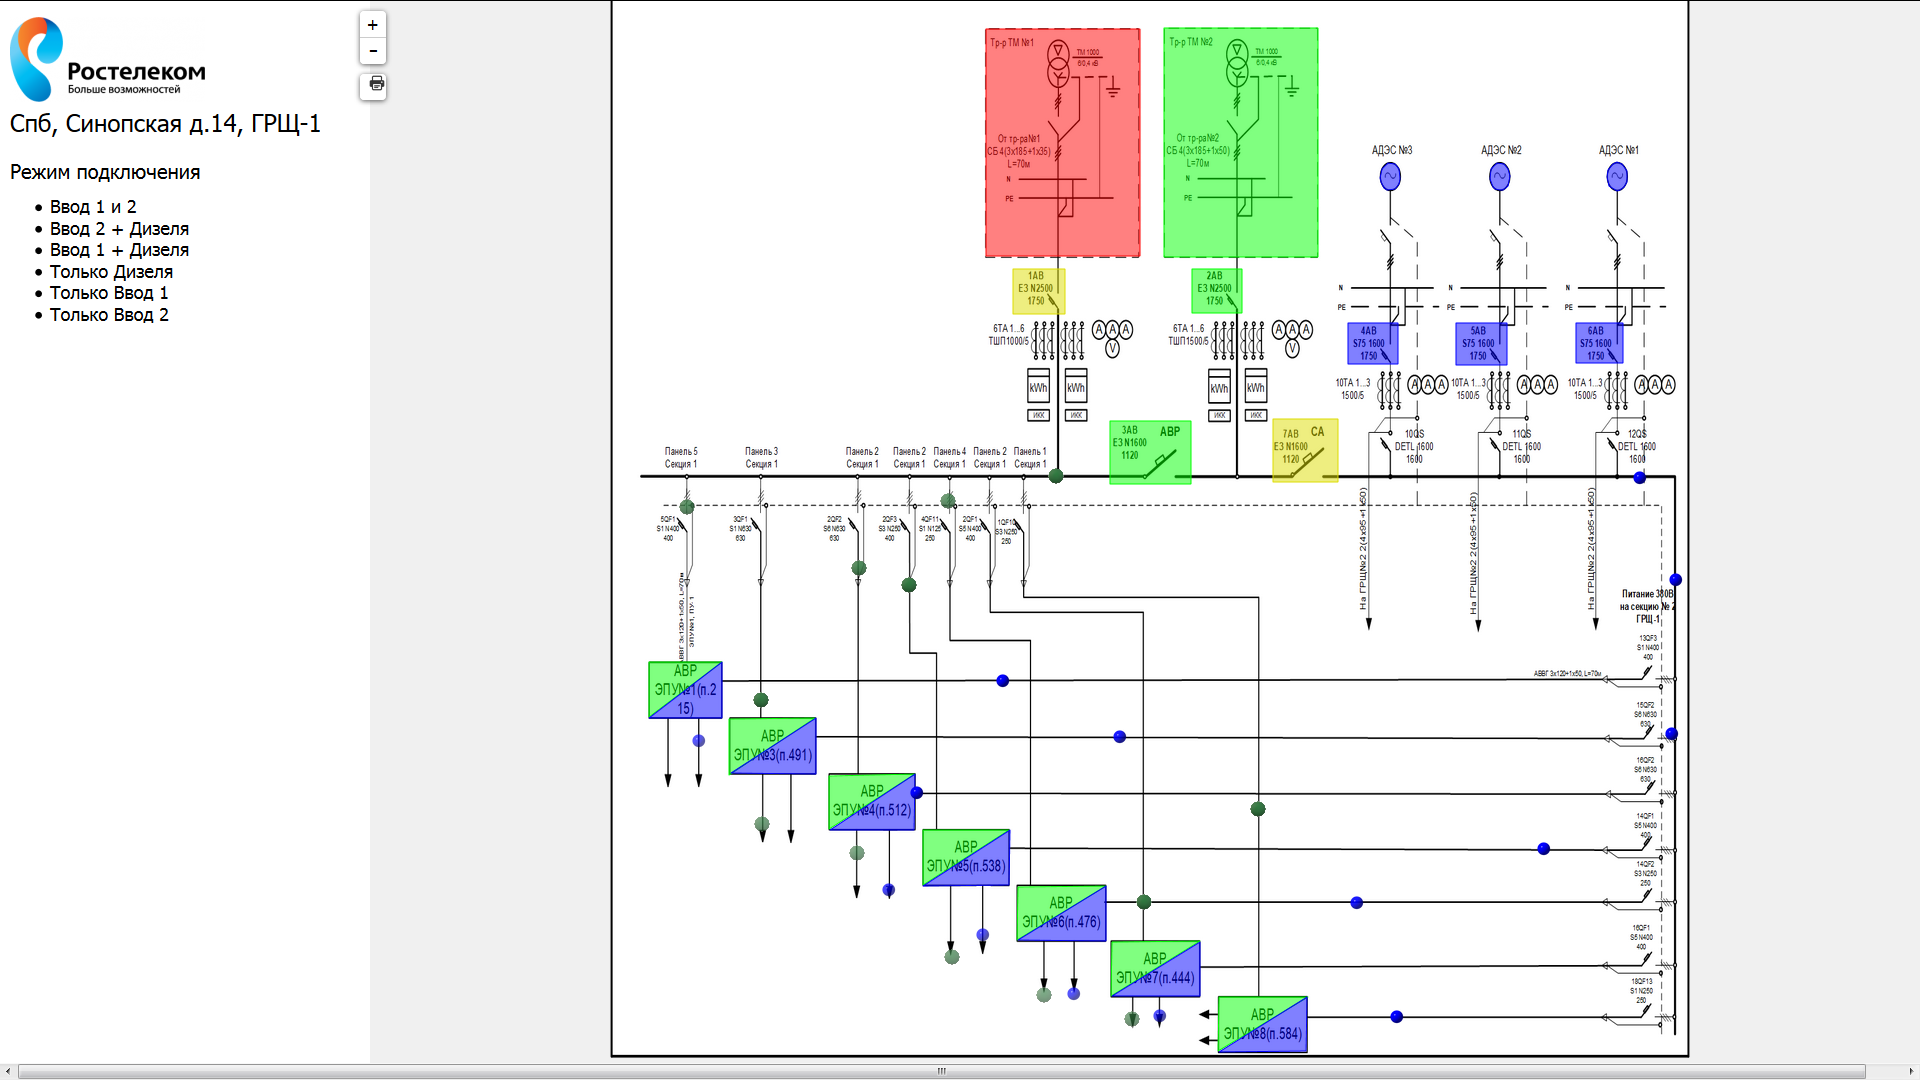 Ростелеком
Больше возможностей
Спб, Синопская д.14, ГРЩ-1
Режим подключения
Ввод 1 и 2
Ввод 2 + Дизеля
Ввод 1 + Дизеля
Только Дизеля
Только Ввод 1
Только Ввод 2
+
-
Тр-р ТМ №1
ТМ 1000
6/0,4 кВ
От тр-ра№1
СБ 4(3х185+1х35)
L=70м
N
PE
Тр-р ТМ №2
ТМ 1000
6/0,4 кВ
От тр-ра№2
СБ 4(3х185+1х50)
L=70м
N
PE
АДЭС №3
АДЭС №2
АДЭС №1
1АВ
E3 N2500
1750
2АВ
E3 N2500
1750
N
PE
N
PE
N
PE
6ТА 1...6
ТШП1000/5
A A A
V
6ТА 1...6
ТШП1500/5
A A A
V
4АВ
S75 1600
1750
5АВ
S75 1600
1750
6АВ
S75 1600
1750
kWh
kWh
ИКК
ИКК
kWh
kWh
ИКК
ИКК
10ТА 1...3
1500/5
A A A
10ТА 1...3
1500/5
A A A
10ТА 1...3
1500/5
A A A
3АВ
E3 N1600
1120
АВР
7АВ
E3 N1600
1120
СА
10QS
DETL 1600
1600
11QS
DETL 1600
1600
12QS
DETL 1600
1600
Панель 5
Секция 1
Панель 3
Секция 1
Панель 2
Секция 1
Панель 2
Секция 1
Панель 4
Секция 1
Панель 2
Секция 1
Панель 1
Секция 1
5QF1
S1 N400
400
3QF1
S1 N630
630
2QF2
S6 N630
630
2QF3
S3 N250
400
4QF11
S1 N125
250
2QF1
S5 N400
400
1QF10
S3 N250
250
На ГРЩ№2 2(4х95+1х50)
На ГРЩ№2 2(4х95+1х50)
На ГРЩ№2 2(4х95+1х50)
АВВГ 3х120+1х50, L=70м
ЭПУ№1, ПУ-1
Питание 380В
на секцию № 2
ГРЩ-1
13QF3
S1 N400
400
АВВГ 3х120+1х50, L=70м
15QF2
S6 N630
630
16QF2
S6 N630
630
14QF1
S5 N400
400
14QF2
S3 N250
250
16QF1
S5 N400
400
18QF13
S1 N250
250
АВР
ЭПУ№1(п.2
15)
АВР
ЭПУ№3(п.491)
АВР
ЭПУ№4(п.512)
АВР
ЭПУ№5(п.538)
АВР
ЭПУ№6(п.476)
АВР
ЭПУ№7(п.444)
АВР
ЭПУ№8(п.584)